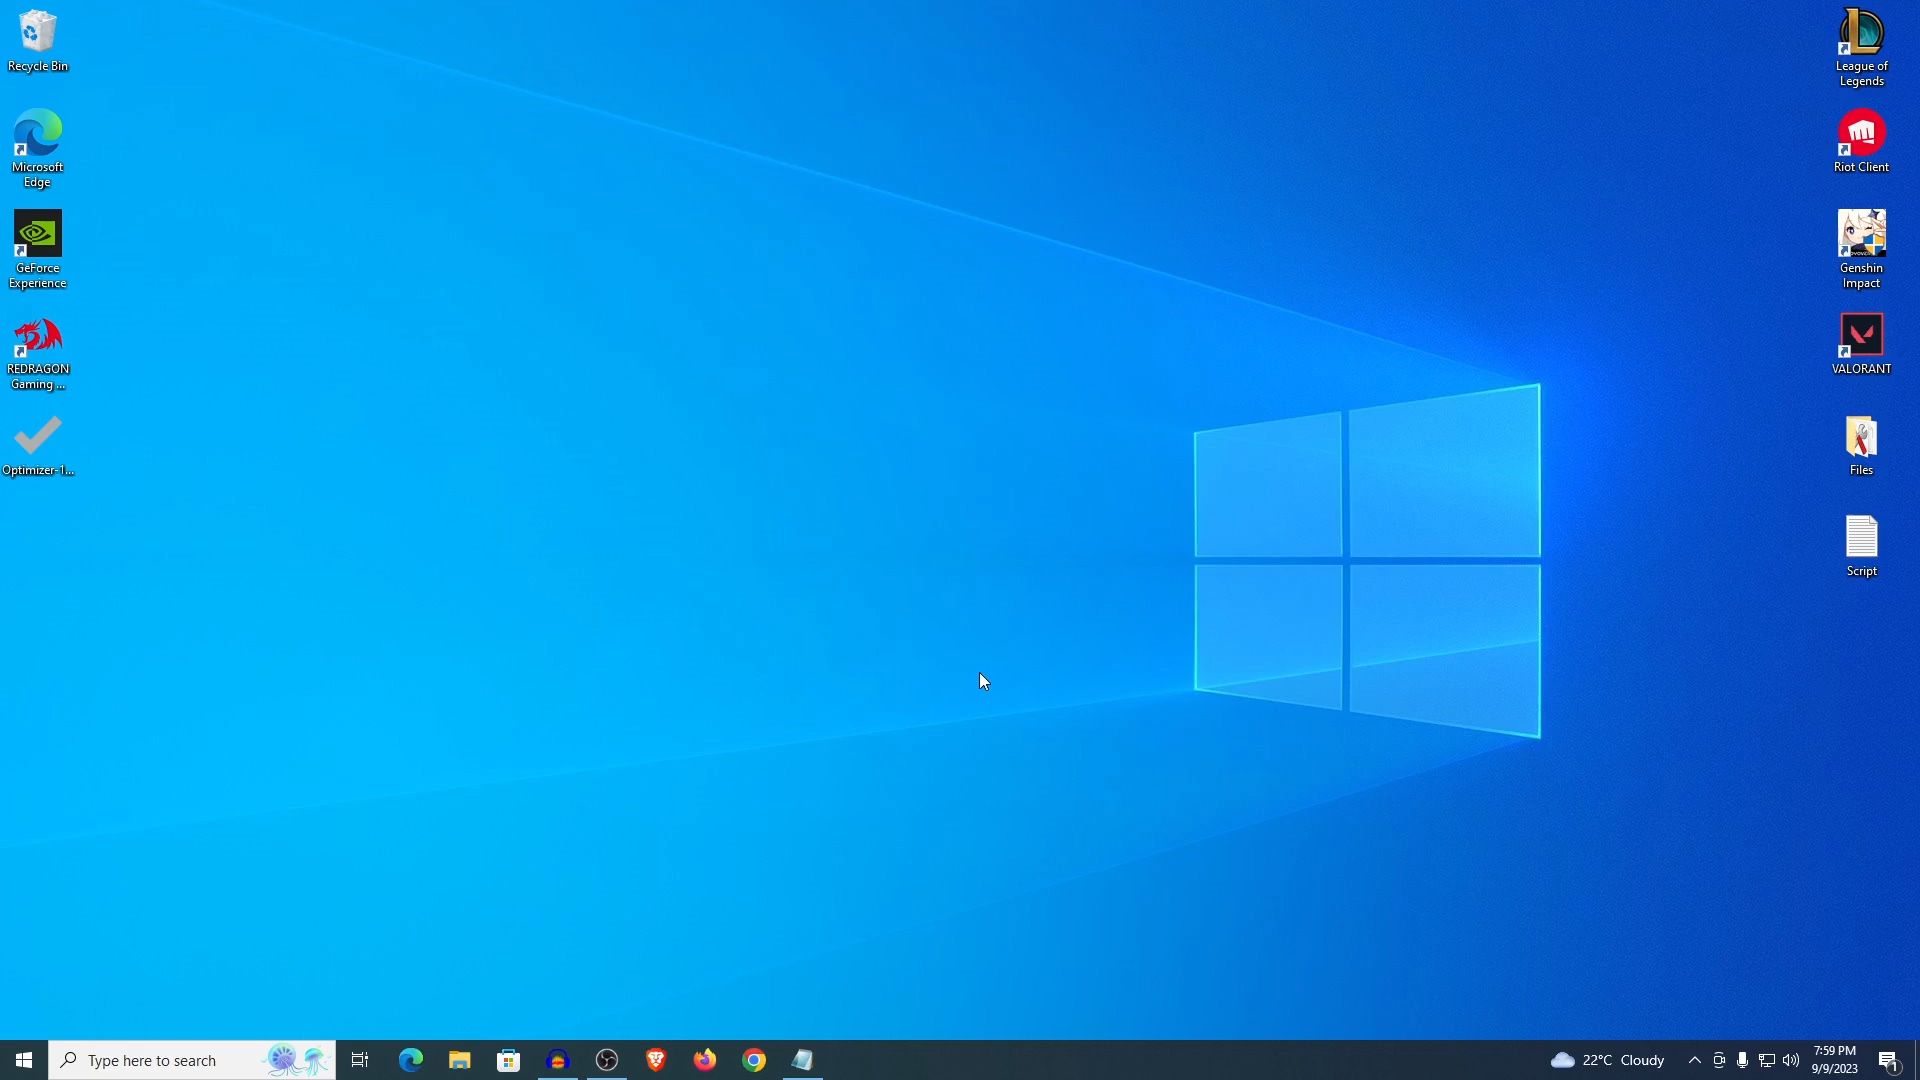 Recycle Bin
Microsoft
Edge
GeForce
Experience
REDRAGON
Gaming ...
Optimizer-1...
League of
Legends
Riot Client
Genshin
Impact
VALORANT
Files
Script
Type here to search
22°C Cloudy
7:59 PM
9/9/2023
1